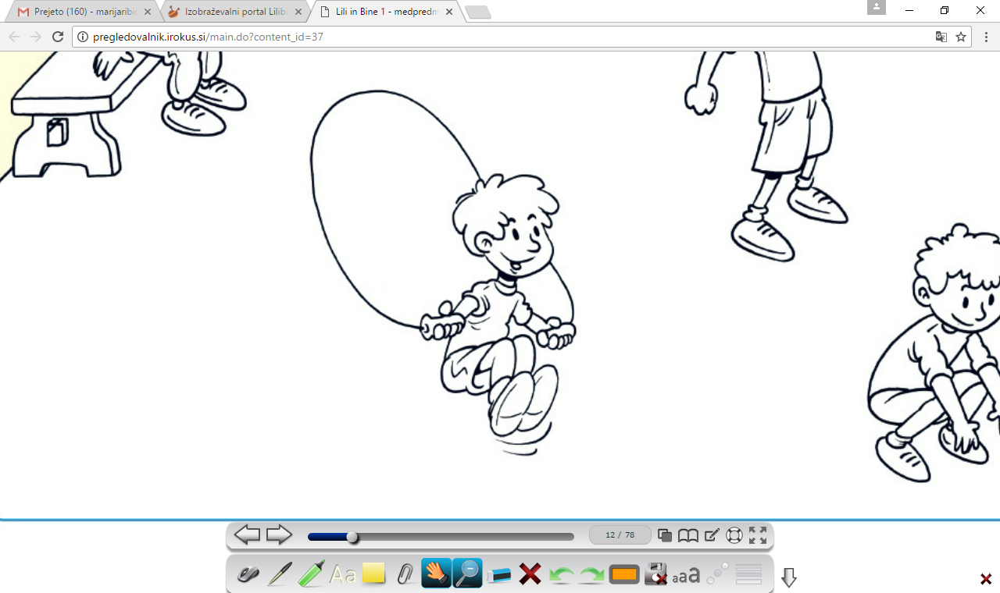 Prejeto (160) - marijaribic
Izobraževalni portal Lilibi
Lili in Bine 1 - medpredm
pregledovalnik.irokus.si/main.do?content_id=37
12 / 78
Aa
aaa